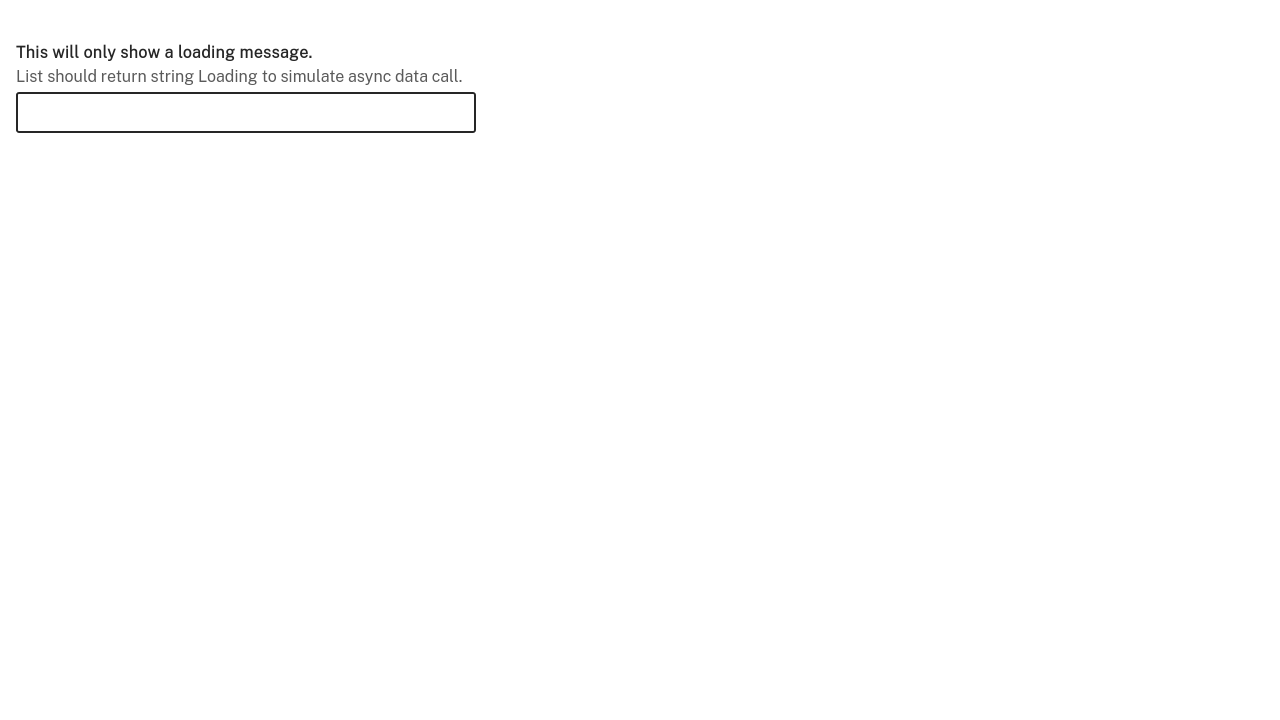 This will only show a loading message.
List should return string Loading to simulate async data call.